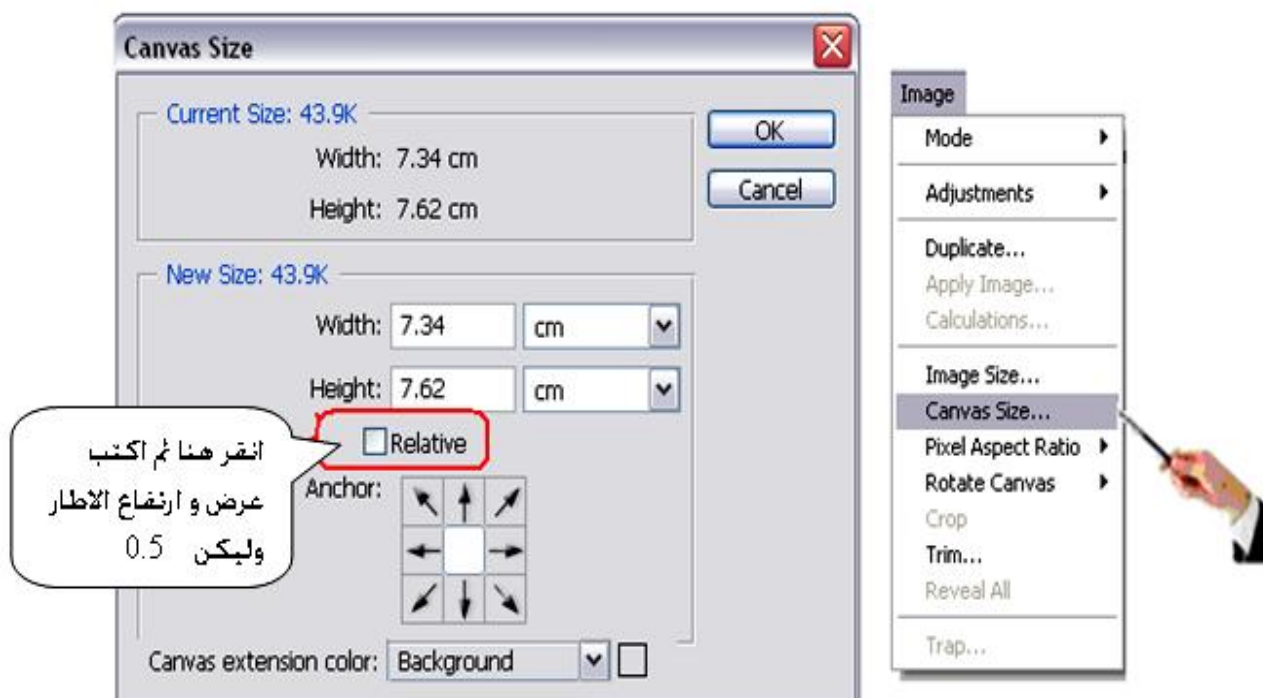 Canvas Size
Current Size: 43.9K
Width: 7.34 cm
Height: 7.62 cm
OK
Cancel
New Size: 43.9K
Width: 7.34 cm
Height: 7.62 cm
Relative
Anchor:
Canvas extension color: Background
انقر هنا ثم اكتب
عرض و ارتفاع الاطار
وليكن 0.5
Image
Mode
Adjustments
Duplicate...
Apply Image...
Calculations...
Image Size...
Canvas Size...
Pixel Aspect Ratio
Rotate Canvas
Crop
Trim...
Reveal All
Trap...